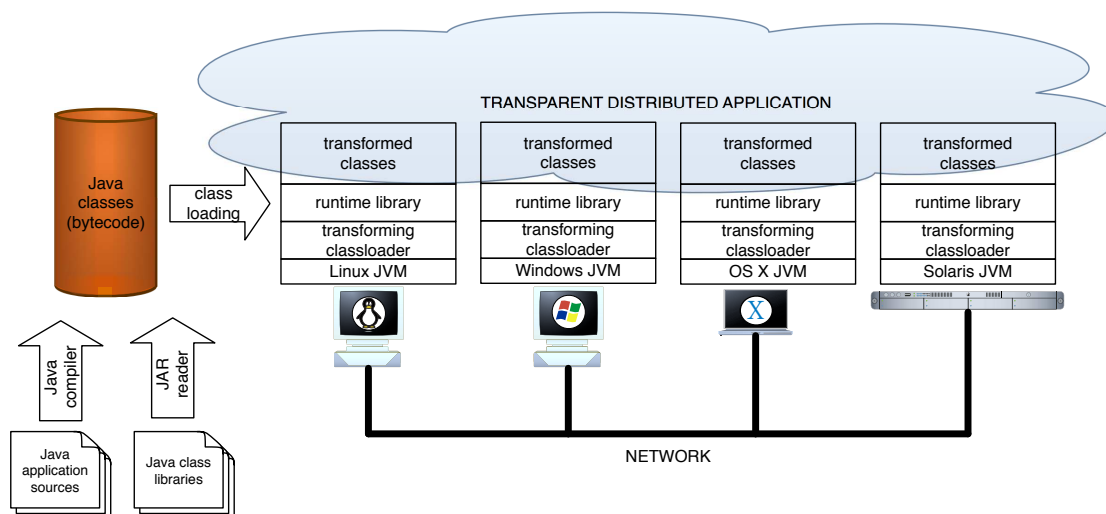 TRANSPARENT DISTRIBUTED APPLICATION
Java
classes
(bytecode)
class
loading
transformed
classes
runtime library
transforming
classloader
Linux JVM
transformed
classes
runtime library
transforming
classloader
Windows JVM
transformed
classes
runtime library
transforming
classloader
OS X JVM
transformed
classes
runtime library
transforming
classloader
Solaris JVM
X
Java
compiler
JAR
reader
Java
application
sources
Java class
libraries
NETWORK